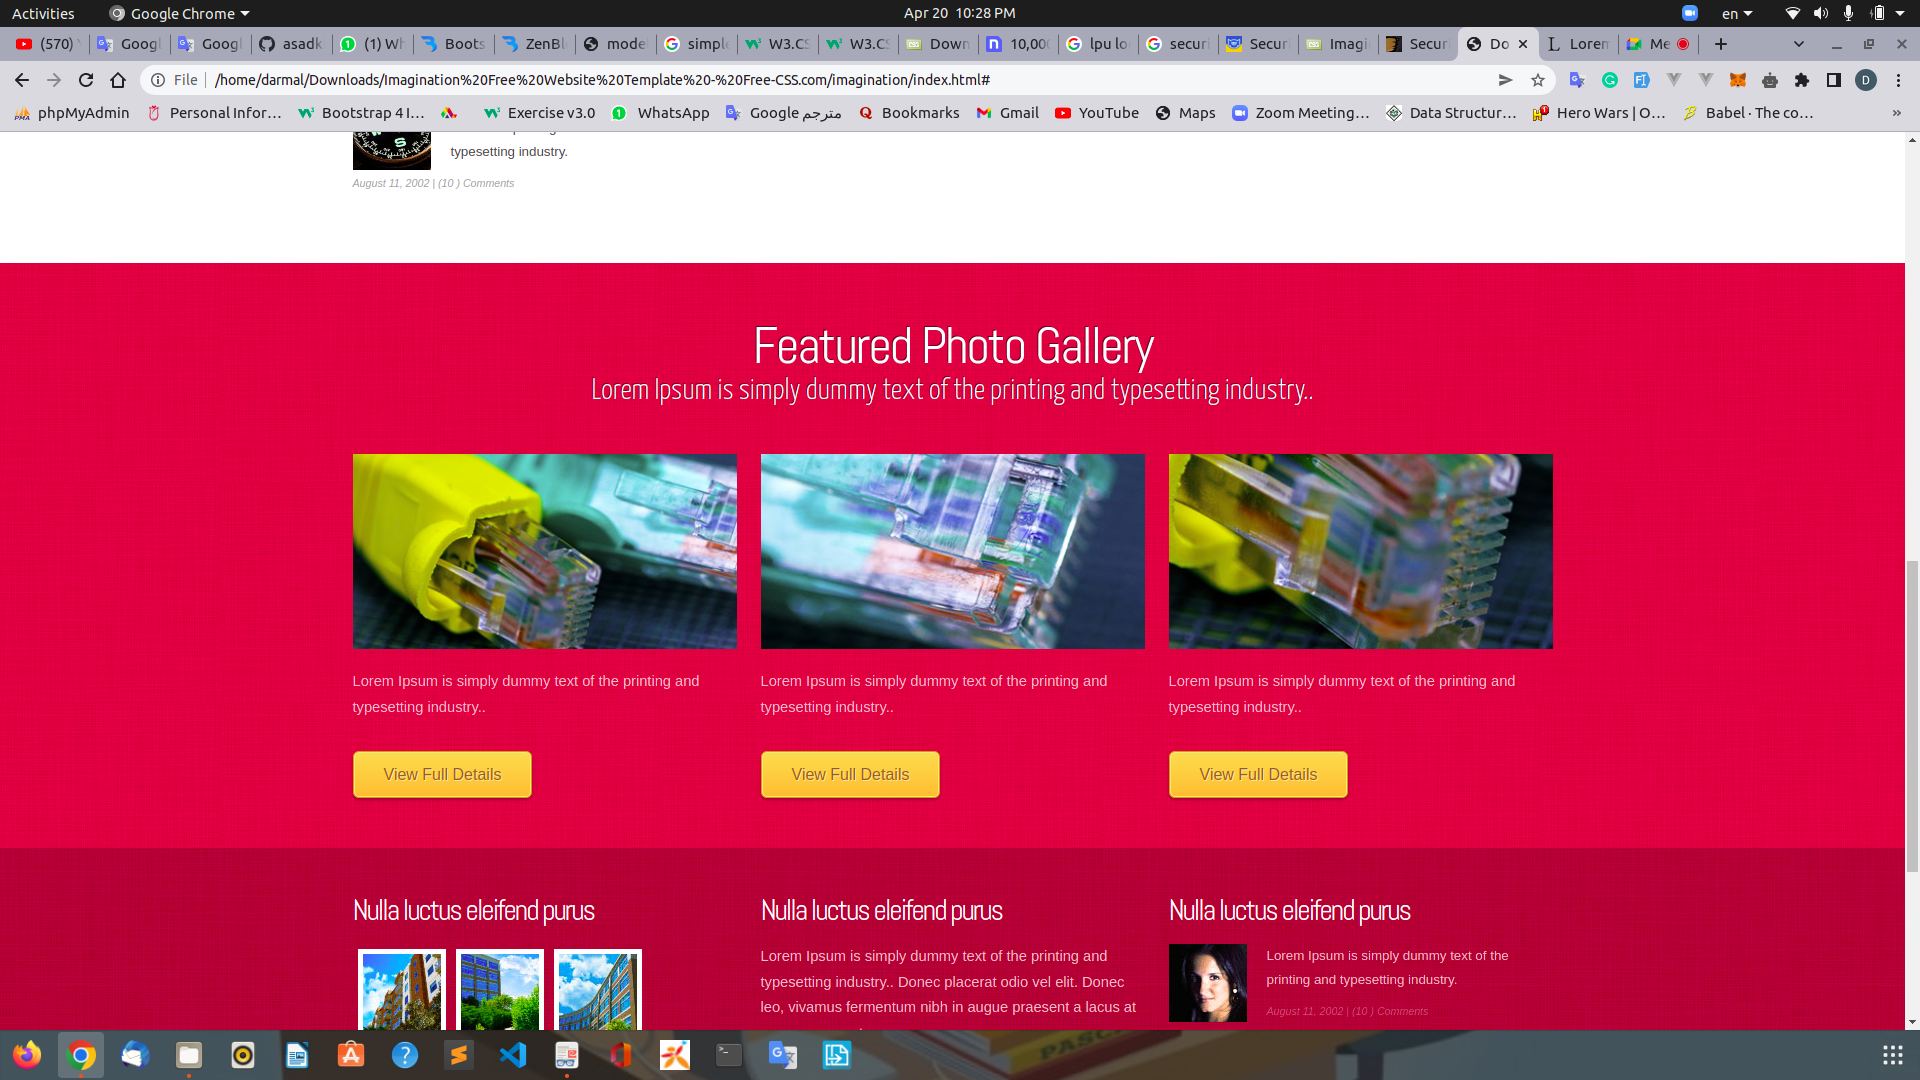 Activities
Google Chrome
Apr 20 10:28 PM
en
(570)
Googl
Googl
asadk
(1) Wh
Boots
ZenBl
mode
simple
W3.CS
W3.CS
Down
10,000
lpu lo
securi
Securi
Imagi
Securi
Do
Lorem
Me
File
/home/darmal/Downloads/Imagination%20Free%20Website%20Template%20-%20Free-CSS.com/imagination/index.html#
D
phpMyAdmin
Personal Infor…
Bootstrap 4 I…
Exercise v3.0
WhatsApp
Google مترجم
Bookmarks
Gmail
YouTube
Maps
Zoom Meeting…
Data Structur…
Hero Wars | O…
Babel · The co…
»
typesetting industry.
August 11, 2002 | (10 ) Comments
Featured Photo Gallery
Lorem Ipsum is simply dummy text of the printing and typesetting industry..
Lorem Ipsum is simply dummy text of the printing and
typesetting industry..
View Full Details
Lorem Ipsum is simply dummy text of the printing and
typesetting industry..
View Full Details
Lorem Ipsum is simply dummy text of the printing and
typesetting industry..
View Full Details
Nulla luctus eleifend purus
Nulla luctus eleifend purus
Lorem Ipsum is simply dummy text of the printing and
typesetting industry.. Donec placerat odio vel elit. Donec
leo, vivamus fermentum nibh in augue praesent a lacus at
Nulla luctus eleifend purus
Lorem Ipsum is simply dummy text of the
printing and typesetting industry.
August 11, 2002 | (10 ) Comments